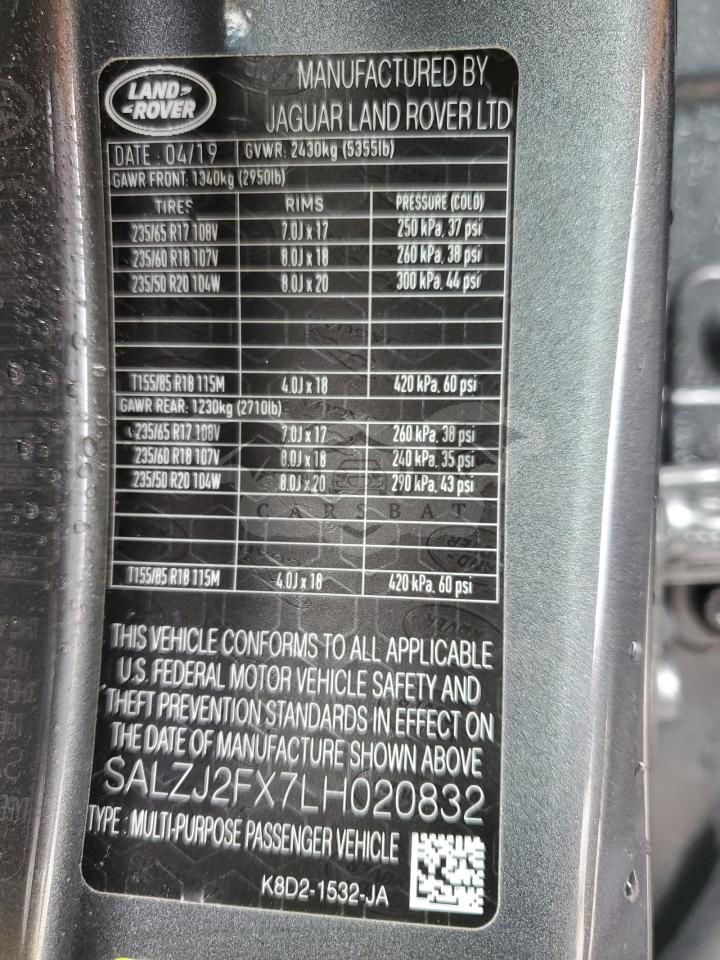 LAND ROVER
MANUFACTURED BY
JAGUAR LAND ROVER LTD
DATE : 04/19 GVWR: 2430kg (5355lb)
GAWR FRONT: 1340kg (2950lb)
TIRES RIMS PRESSURE (COLD)
235/65 R17 108V 7.0J x 17 250 kPa, 37 psi
235/60 R18 107V 8.0J x 18 260 kPa, 38 psi
235/50 R20 104W 8.0J x 20 300 kPa, 44 psi
T155/85 R18 115M 4.0J x 18 420 kPa, 60 psi
GAWR REAR: 1230kg (2710lb)
235/65 R17 108V 7.0J x 17 260 kPa, 38 psi
235/60 R18 107V 8.0J x 18 240 kPa, 35 psi
235/50 R20 104W 8.0J x 20 290 kPa, 43 psi
CARSBAT
T155/85 R18 115M 4.0J x 18 420 kPa, 60 psi
THIS VEHICLE CONFORMS TO ALL APPLICABLE
U.S. FEDERAL MOTOR VEHICLE SAFETY AND
THEFT PREVENTION STANDARDS IN EFFECT ON
THE DATE OF MANUFACTURE SHOWN ABOVE
SALZJ2FX7LH020832
TYPE : MULTI-PURPOSE PASSENGER VEHICLE
K8D2-1532-JA